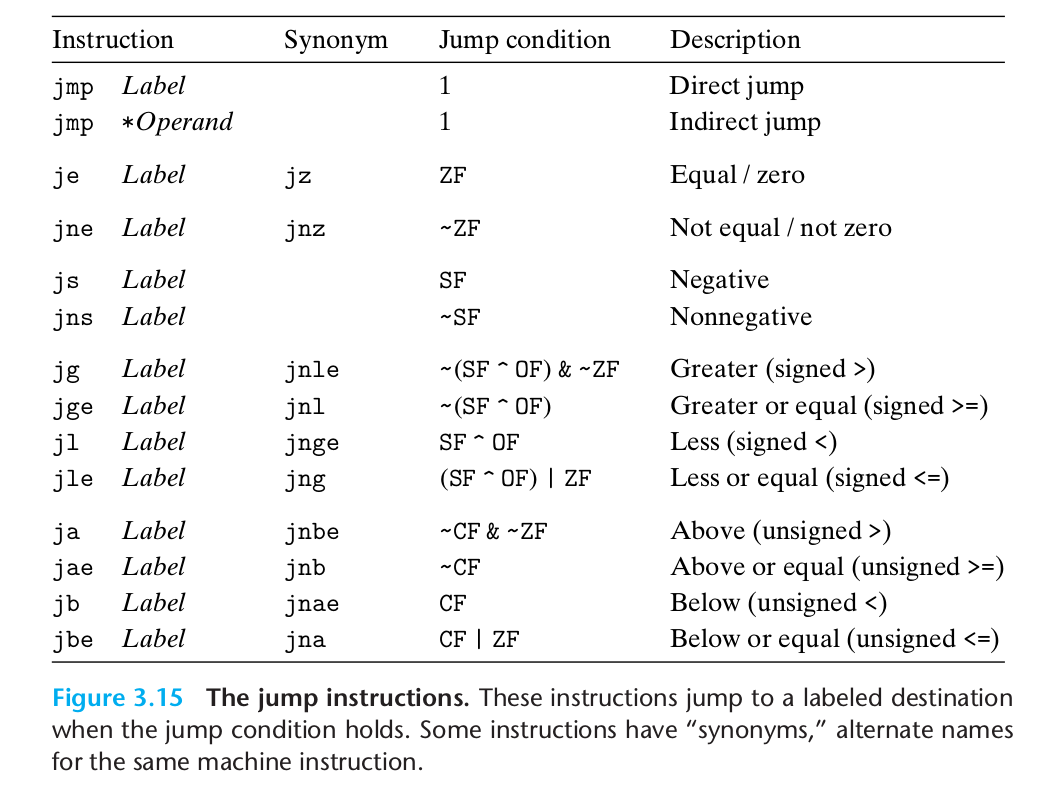 Instruction Synonym Jump condition Description
jmp Label 1 Direct jump
jmp *Operand 1 Indirect jump
je Label jz ZF Equal / zero
jne Label jnz ~ZF Not equal / not zero
js Label SF Negative
jns Label ~SF Nonnegative
jg Label jnle ~(SF ^ OF) & ~ZF Greater (signed >)
jge Label jnl ~(SF ^ OF) Greater or equal (signed >=)
jl Label jnge SF ^ OF Less (signed <)
jle Label jng (SF ^ OF) | ZF Less or equal (signed <=)
ja Label jnbe ~CF & ~ZF Above (unsigned >)
jae Label jnb ~CF Above or equal (unsigned >=)
jb Label jnae CF Below (unsigned <)
jbe Label jna CF | ZF Below or equal (unsigned <=)
Figure 3.15 The jump instructions. These instructions jump to a labeled destination
when the jump condition holds. Some instructions have “synonyms,” alternate names
for the same machine instruction.